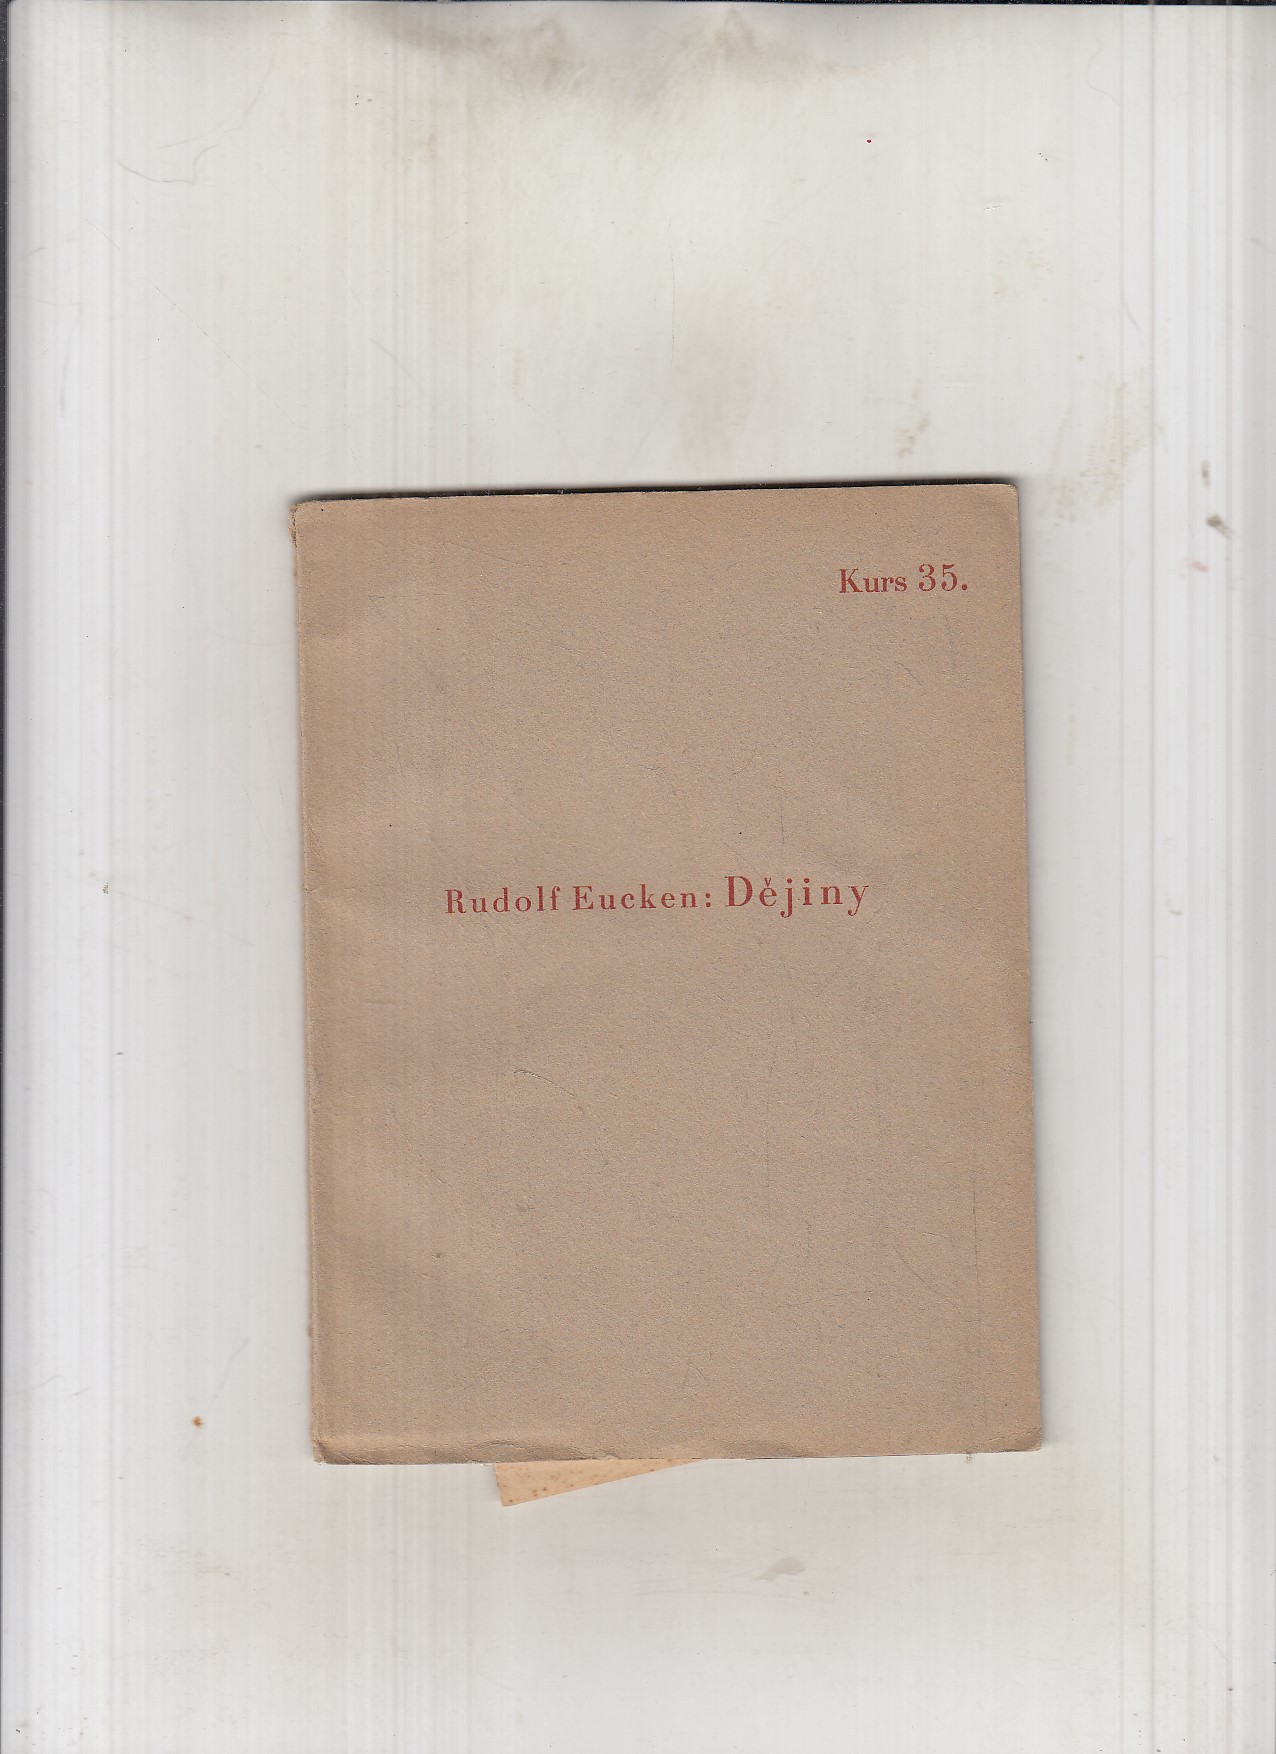 Kurs 35.
Rudolf Eucken: Dějiny